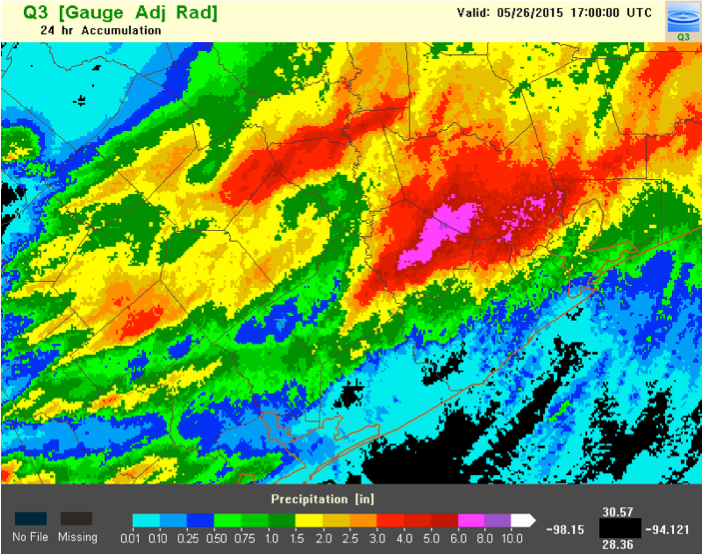 Q3 [Gauge Adj Rad]
Valid: 05/26/2015 17:00:00 UTC
24 hr Accumulation
Q3
Precipitation [in]
No File
Missing
0.01 0.10 0.25 0.50 0.75 1.0 1.5 2.0 2.5 3.0 4.0 5.0 6.0 8.0 10.0
30.57
-98.15
-94.121
28.36